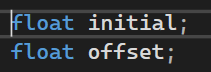 float initial;
float offset;